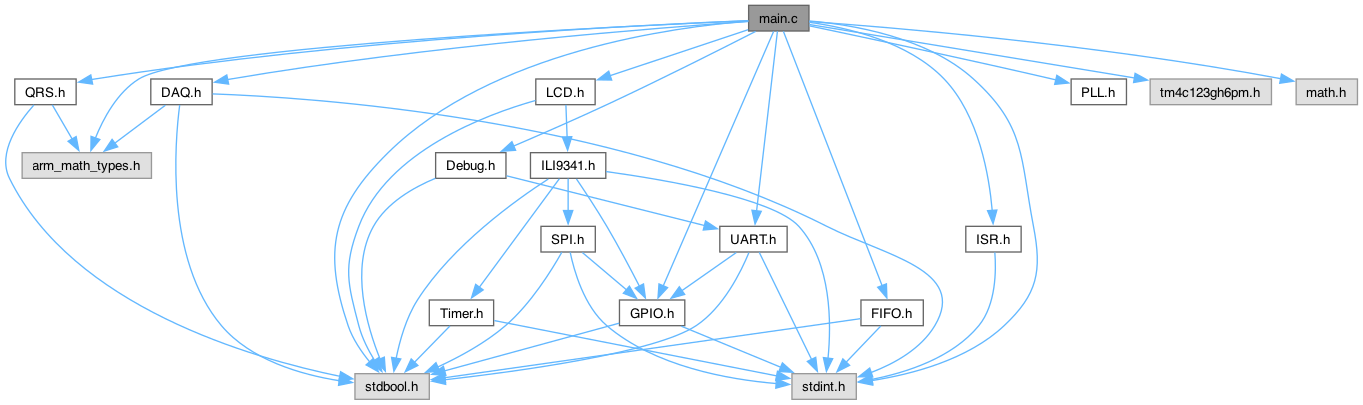 main.c
QRS.h
DAQ.h
LCD.h
PLL.h
tm4c123gh6pm.h
math.h
arm_math_types.h
Debug.h
ILI9341.h
SPI.h
UART.h
ISR.h
Timer.h
GPIO.h
FIFO.h
stdbool.h
stdint.h